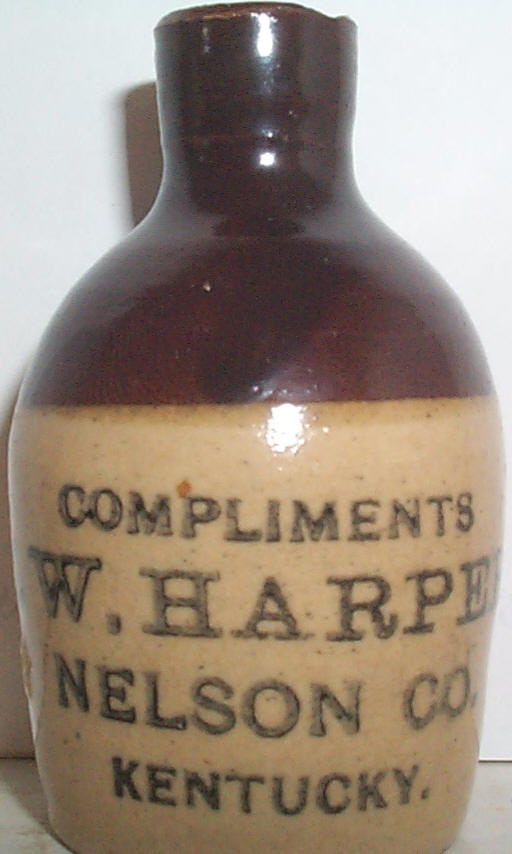 COMPLIMENTS
W. HARPE
NELSON CO.
KENTUCKY.